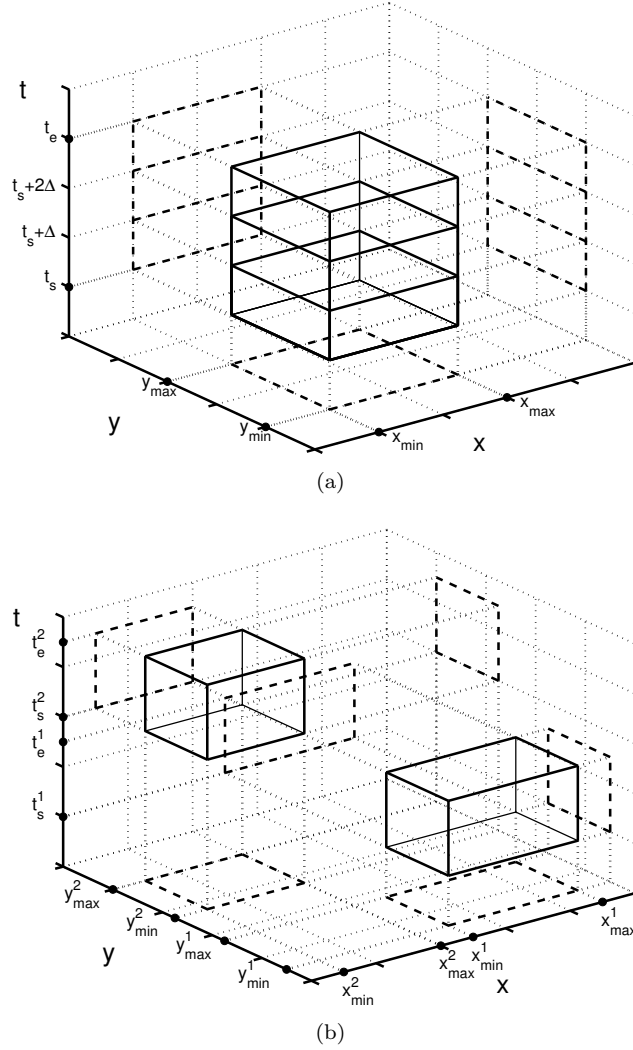 t
t_e
t_s+2Δ
t_s+Δ
t_s
y_max
y_min
y
x_min
x_max
x
(a)
t
t_e^2
t_s^2
t_e^1
t_s^1
y_max^2
y_min^2
y_max^1
y_min^1
y
x_min^2
x_max^2
x_min^1
x_max^1
x
(b)